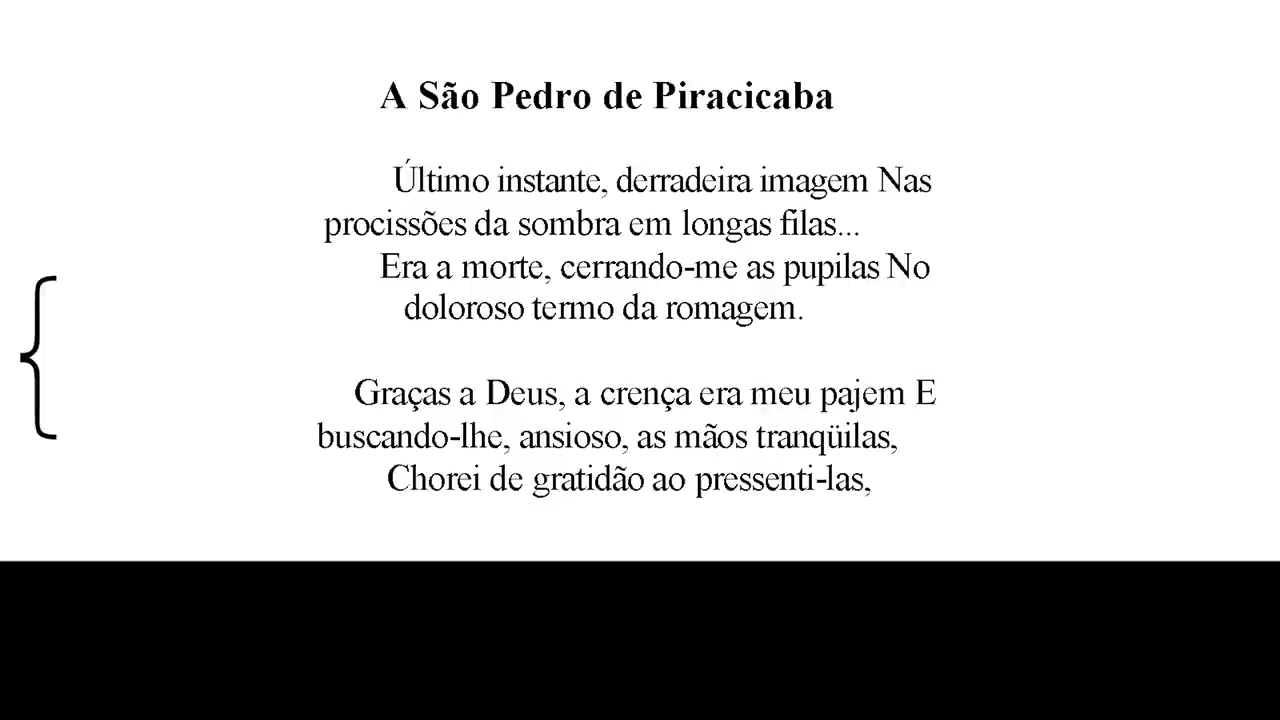 A São Pedro de Piracicaba
Último instante, derradeira imagem Nas
procissões da sombra em longas filas...
Era a morte, cerrando-me as pupilas No
doloroso termo da romagem.
Graças a Deus, a crença era meu pajem E
buscando-lhe, ansioso, as mãos tranqüilas,
Chorei de gratidão ao pressenti-las,